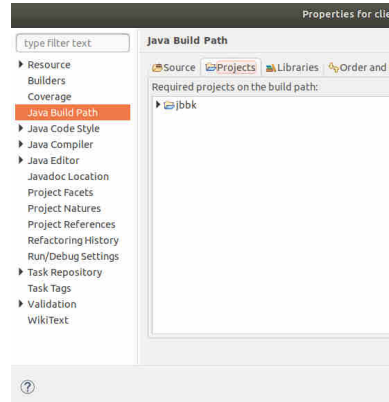 Properties for clie
type filter text
Java Build Path
Resource
Builders
Coverage
Java Build Path
Java Code Style
Java Compiler
Java Editor
Javadoc Location
Project Facets
Project Natures
Project References
Refactoring History
Run/Debug Settings
Task Repository
Task Tags
Validation
WikiText
Source Projects Libraries Order and
Required projects on the build path:
jbbk